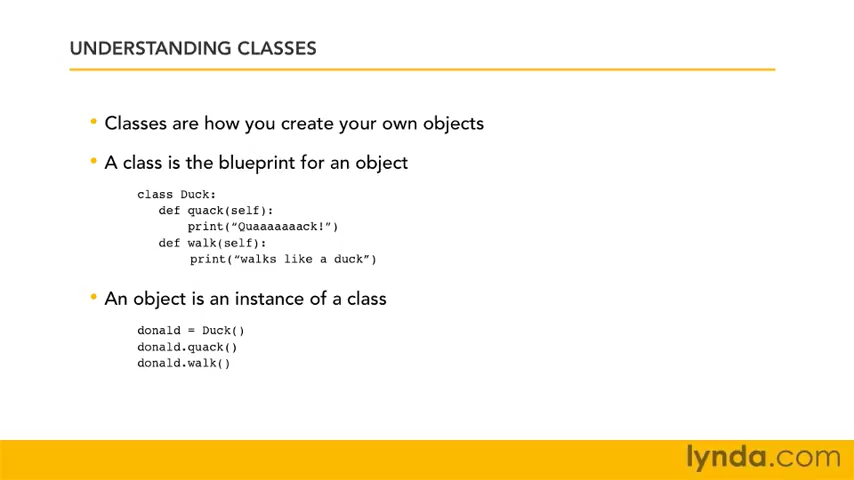 UNDERSTANDING CLASSES
• Classes are how you create your own objects
• A class is the blueprint for an object
class Duck:
def quack(self):
print(“Quaaaaaaack!”)
def walk(self):
print(“walks like a duck”)
• An object is an instance of a class
donald = Duck()
donald.quack()
donald.walk()
lynda.com